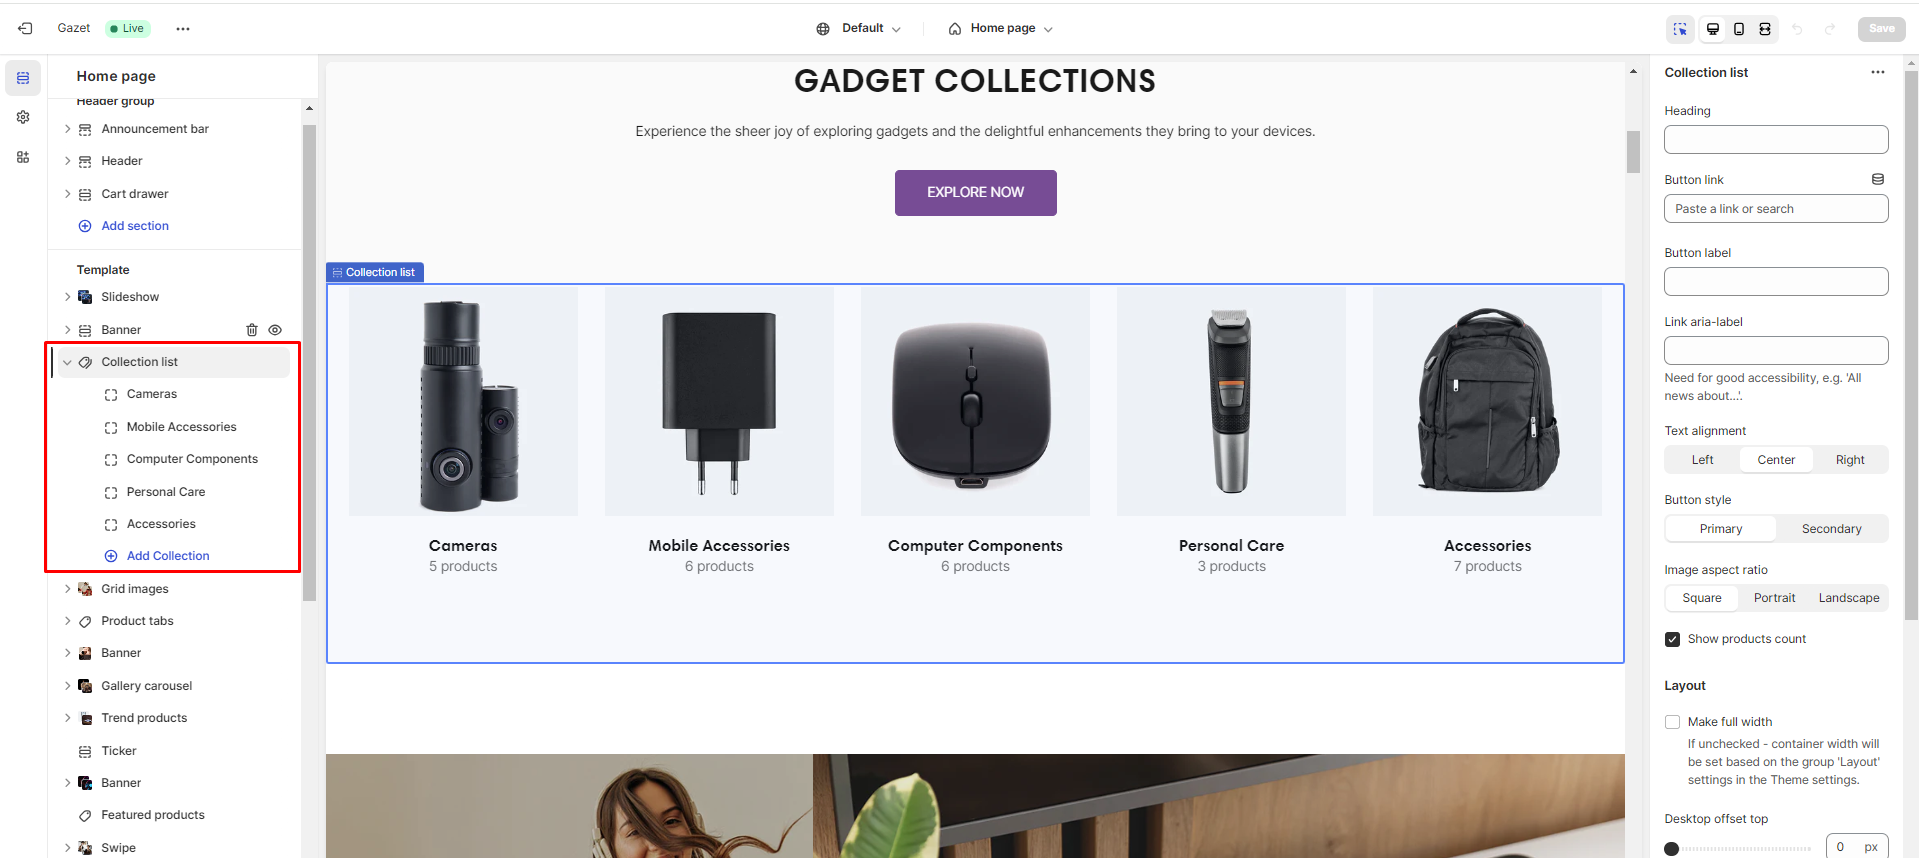 Gazet
Live
Default
Home page
Save
Home page
Header group
Announcement bar
Header
Cart drawer
Add section
Template
Slideshow
Banner
Collection list
Cameras
Mobile Accessories
Computer Components
Personal Care
Accessories
Add Collection
Grid images
Product tabs
Banner
Gallery carousel
Trend products
Ticker
Banner
Featured products
Swipe
GADGET COLLECTIONS
Experience the sheer joy of exploring gadgets and the delightful enhancements they bring to your devices.
EXPLORE NOW
Collection list
Cameras
5 products
Mobile Accessories
6 products
Computer Components
6 products
Personal Care
3 products
Accessories
7 products
Collection list
Heading
Button link
Paste a link or search
Button label
Link aria-label
Need for good accessibility, e.g. 'All
news about...'.
Text alignment
Left Center Right
Button style
Primary Secondary
Image aspect ratio
Square Portrait Landscape
Show products count
Layout
Make full width
If unchecked - container width will
be set based on the group 'Layout'
settings in the Theme settings.
Desktop offset top
0 px